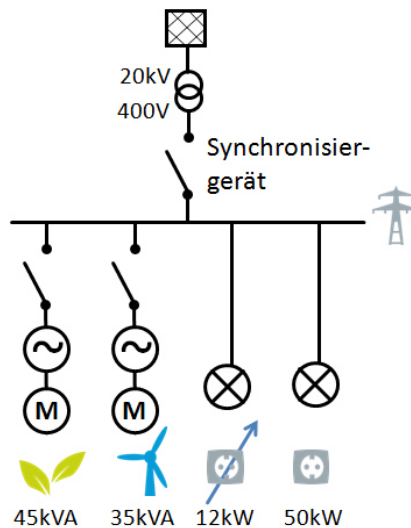 20kV
400V
Synchronisier-
gerät
M
M
45kVA
35kVA
12kW
50kW